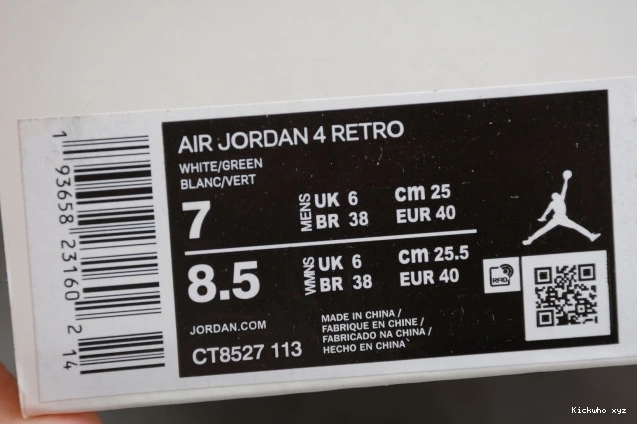 AIR JORDAN 4 RETRO
WHITE/GREEN
BLANC/VERT
7
MENS
UK 6
BR 38
cm 25
EUR 40
8.5
WMNS
UK 6
BR 38
cm 25.5
EUR 40
RFID
JORDAN.COM
CT8527 113
MADE IN CHINA /
FABRIQUE EN CHINE /
FABRICADO NA CHINA /
HECHO EN CHINA
1 93658 23160 2 14
Kickwho xyz